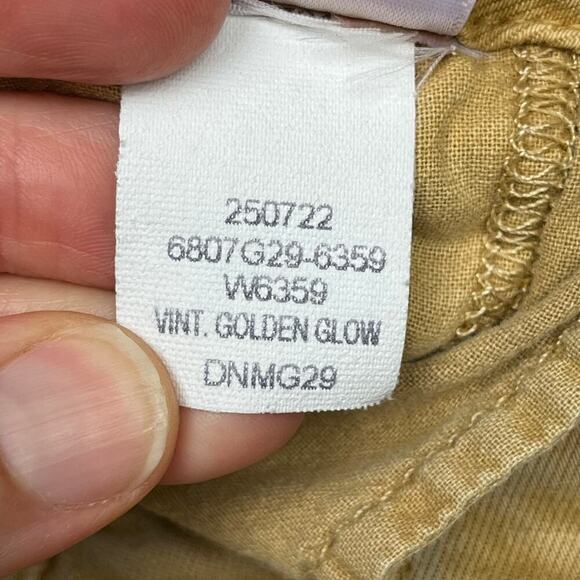 250722
6807G29-6359
W6359
VINT. GOLDEN GLOW
DNMG29